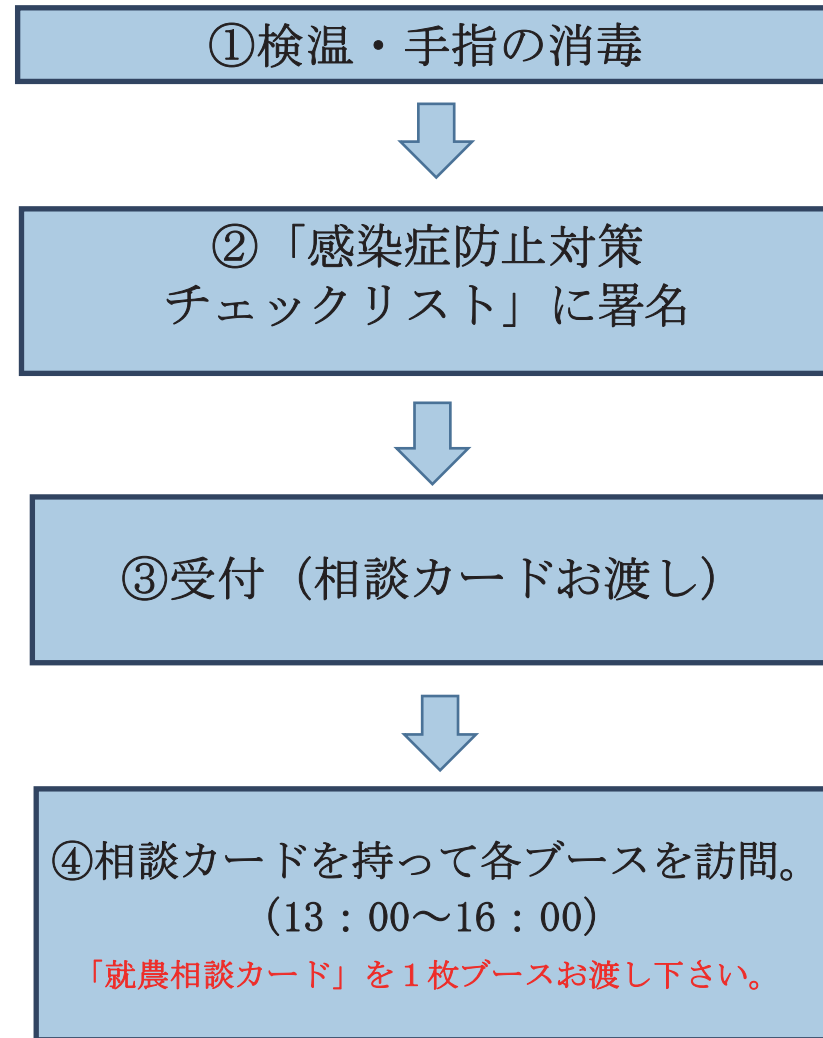 ①検温・手指の消毒
②「感染症防止対策
チェックリスト」に署名
③受付（相談カードお渡し）
④相談カードを持って各ブースを訪問。
（13：00～16：00）
「就農相談カード」を１枚ブースお渡し下さい。